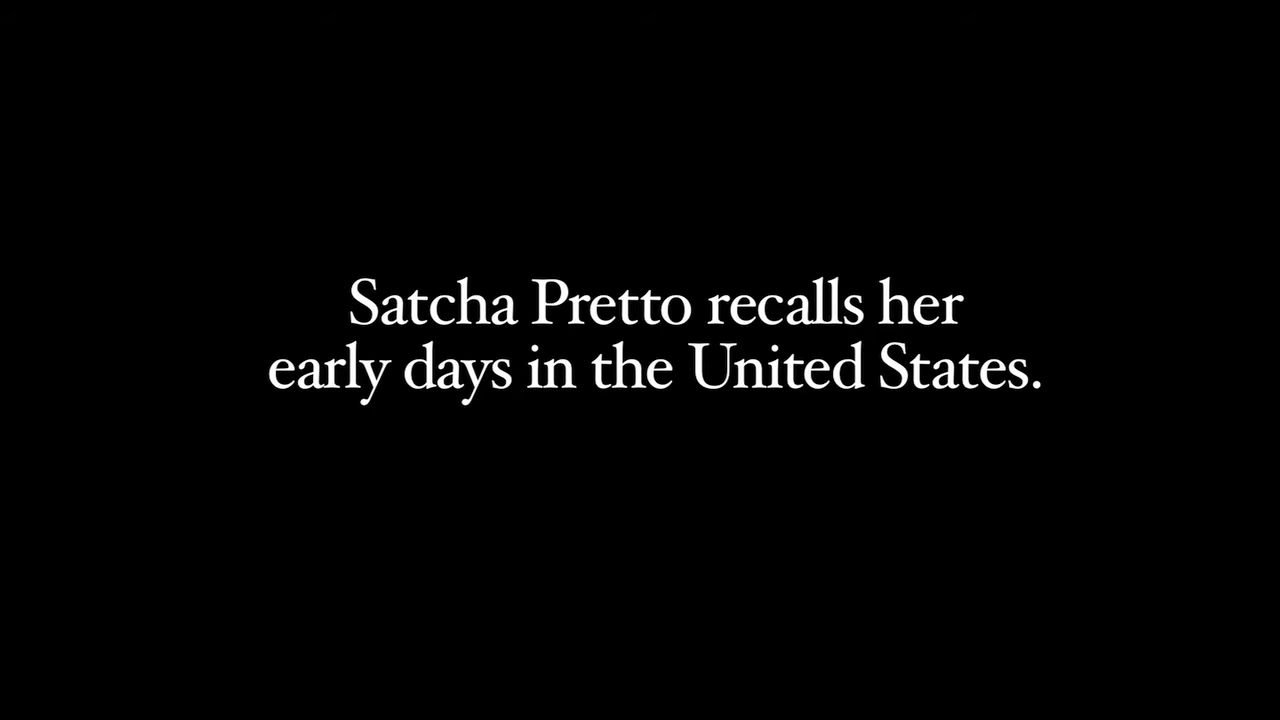 Satcha Pretto recalls her
early days in the United States.